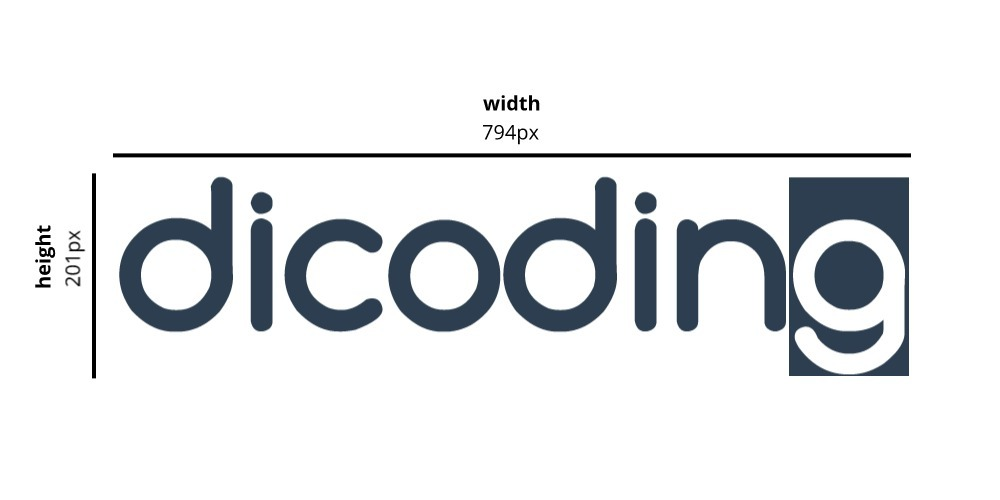 width
794px
height
201px
dicoding